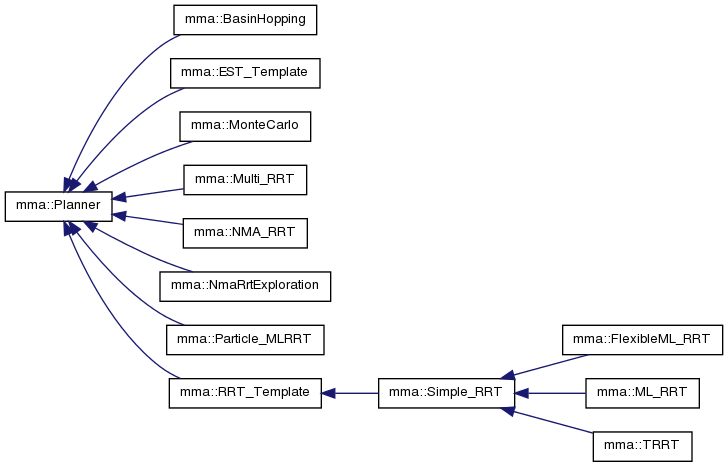 mma::BasinHopping
mma::EST_Template
mma::MonteCarlo
mma::Multi_RRT
mma::Planner
mma::NMA_RRT
mma::NmaRrtExploration
mma::Particle_MLRRT
mma::FlexibleML_RRT
mma::RRT_Template
mma::Simple_RRT
mma::ML_RRT
mma::TRRT